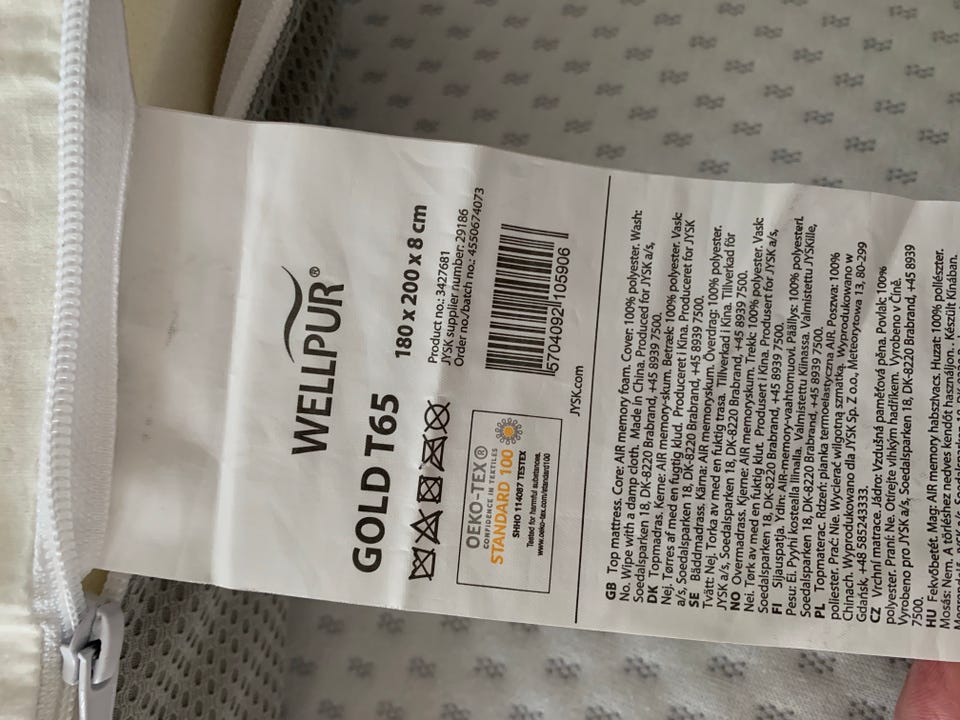 WELLPUR®
GOLD T65
180 x 200 x 8 cm
Product no.: 3427681
JYSK supplier number: 29186
Order no./batch no.: 4550674073
OEKO-TEX®
CONFIDENCE IN TEXTILES
STANDARD 100
SHHO 114087 TESTEX
Tested for harmful substances.
www.oeko-tex.com/standard100
5704092105906
JYSK.com
GB Top mattress. Core: AIR memory foam. Cover: 100% polyester. Wash:
No. Wipe with a damp cloth. Made in China. Produced for JYSK a/s,
Soedalsparken 18, DK-8220 Brabrand, +45 8939 7500.
DK Topmadras. Kerne: AIR memory-skum. Betræk: 100% polyester. Vask:
Nej. Tørres af med en fugtig klud. Produceret i Kina. Produceret for JYSK
a/s, Soedalsparken 18, DK-8220 Brabrand, +45 8939 7500.
SE Bäddmadrass. Kärna: AIR memoryskum. Överdrag: 100% polyester.
Tvätt: Nej. Torka av med en fuktig trasa. Tillverkad i Kina. Tillverkad för
JYSK a/s, Soedalsparken 18, DK-8220 Brabrand, +45 8939 7500.
NO Overmadrass. Kjerne: AIR memoryskum. Trekk: 100% polyester. Vask:
Nei. Tørk av med en fuktig klut. Produsert i Kina. Produsert for JYSK a/s,
Soedalsparken 18, DK-8220 Brabrand, +45 8939 7500.
FI Sijauspatja. Ydin: AIR-memory-vaahtomuovi. Päällys: 100% polyesteri.
Pesu: Ei. Pyyhi kostealla liinalla. Valmistettu Kiinassa. Valmistettu JYSKille,
Soedalsparken 18, DK-8220 Brabrand, +45 8939 7500.
PL Topmaterac. Rdzeń: pianka termoelastyczna AIR. Poszwa: 100%
poliester. Prać: Nie. Wycierać wilgotną szmatką. Wyprodukowano w
Chinach. Wyprodukowano dla JYSK Sp. Z o.o., Meteorytowa 13, 80-299
Gdańsk, +48 585243333.
CZ Vrchní matrace. Jádro: Vzdušná paměťová pěna. Povlak: 100%
polyester. Praní: Ne. Otírejte vlhkým hadříkem. Vyrobeno v Číně.
Vyrobeno pro JYSK a/s, Soedalsparken 18, DK-8220 Brabrand, +45 8939
7500.
HU Fekvőbetét. Mag: AIR memory habszivacs. Huzat: 100% poliészter.
Mosás: Nem. A törléshez nedves kendőt használjon. Készült Kínában.